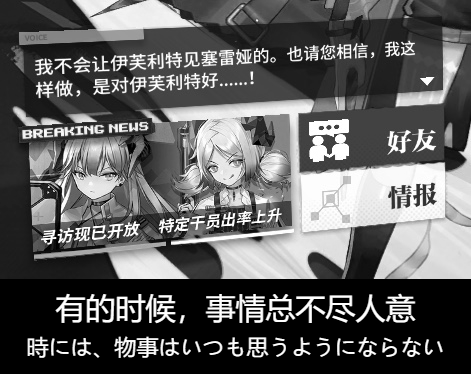 VOICE
我不会让伊芙利特见塞雷娅的。也请您相信，我这
样做，是对伊芙利特好......！
BREAKING NEWS
好友
寻访现已开放
特定干员出率上升
情报
有的时候，事情总不尽人意
時には、物事はいつも思うようにならない